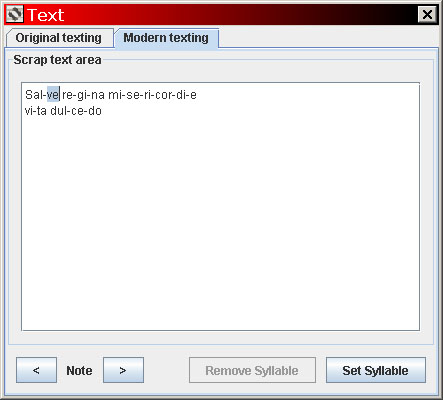 Text
Original texting Modern texting
Scrap text area
Sal-ve re-gi-na mi-se-ri-cor-di-e
vi-ta dul-ce-do
< Note > Remove Syllable Set Syllable